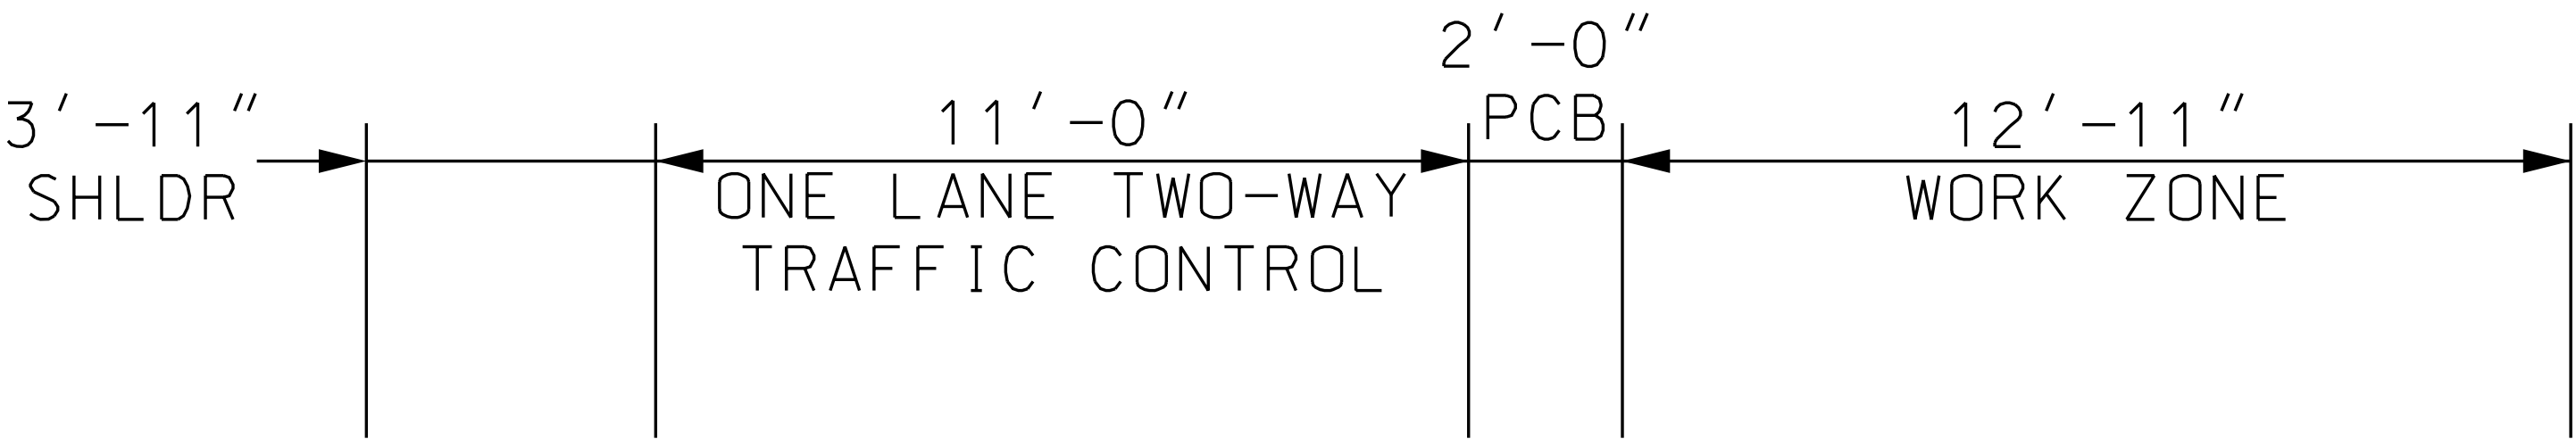 3'-11"
SHLDR
11'-0"
ONE LANE TWO-WAY
TRAFFIC CONTROL
2'-0"
PCB
12'-11"
WORK ZONE